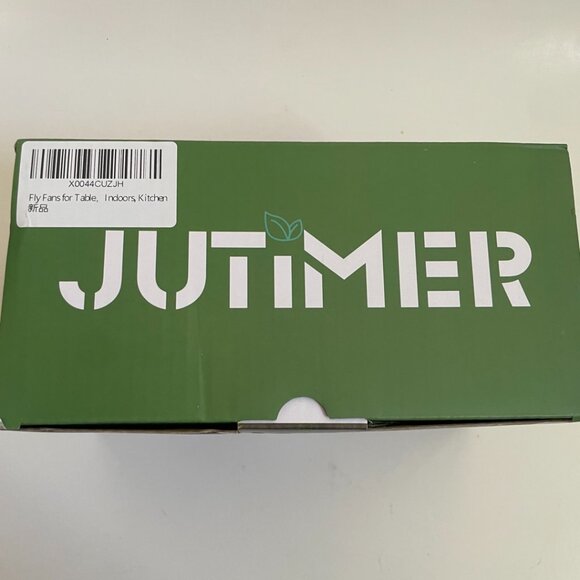 X0044CUZJH
Fly Fans for Table, Indoors, Kitchen
新品
JUTIMER